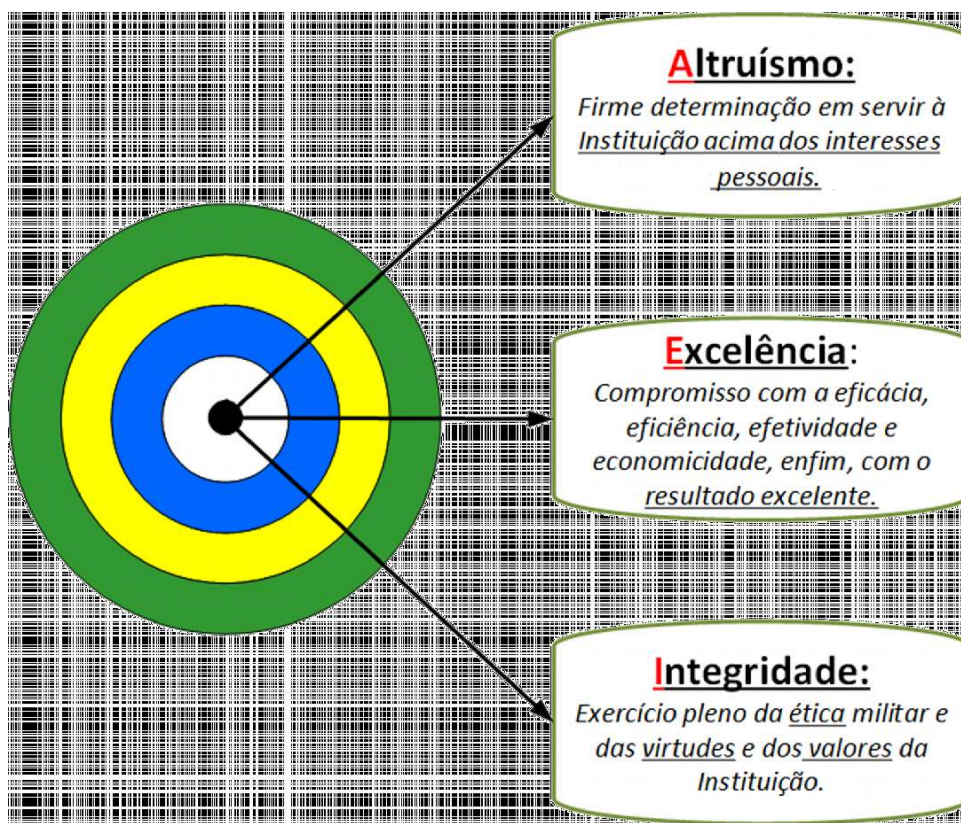 Altruísmo:
Firme determinação em servir à
Instituição acima dos interesses
pessoais.
Excelência:
Compromisso com a eficácia,
eficiência, efetividade e
economicidade, enfim, com o
resultado excelente.
Integridade:
Exercício pleno da ética militar e
das virtudes e dos valores da
Instituição.